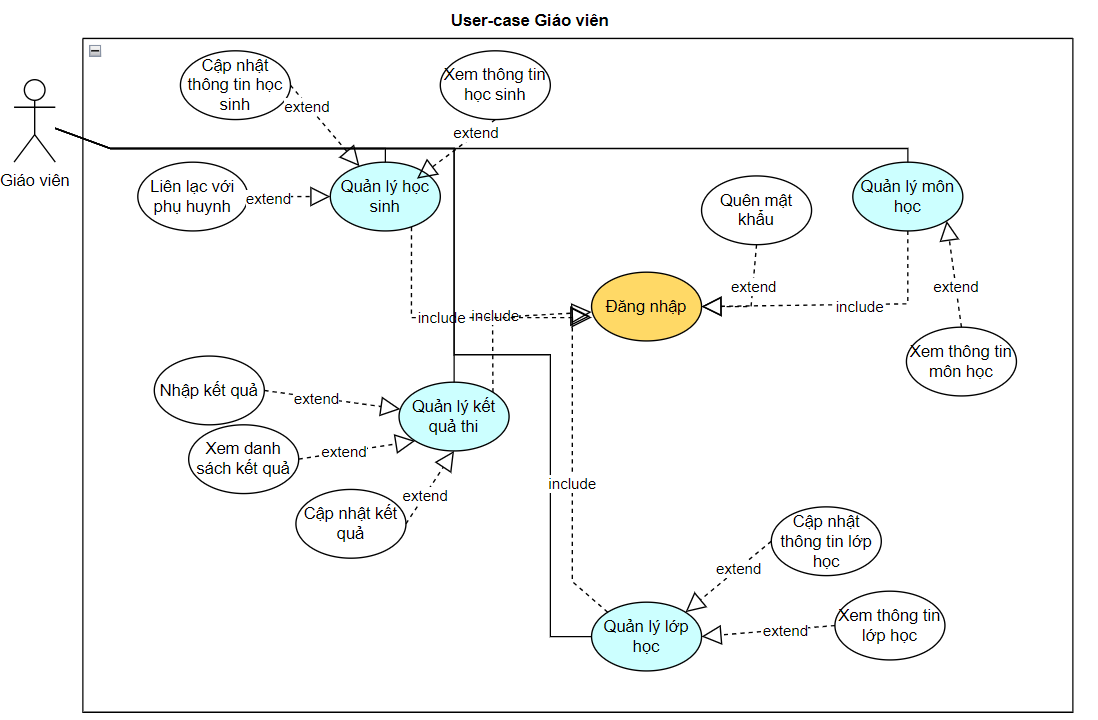 User-case Giáo viên
Giáo viên
Cập nhật
thông tin học
sinh
extend
Xem thông tin
học sinh
extend
Liên lạc với
phụ huynh
extend
Quản lý học
sinh
Quên mật
khẩu
extend
Quản lý môn
học
extend
Đăng nhập
include
include
include
Xem thông tin
môn học
Nhập kết quả
extend
Quản lý kết
quả thi
Xem danh
sách kết quả
extend
Cập nhật kết
quả
extend
include
Cập nhật
thông tin lớp
học
extend
Quản lý lớp
học
Xem thông tin
lớp học
extend